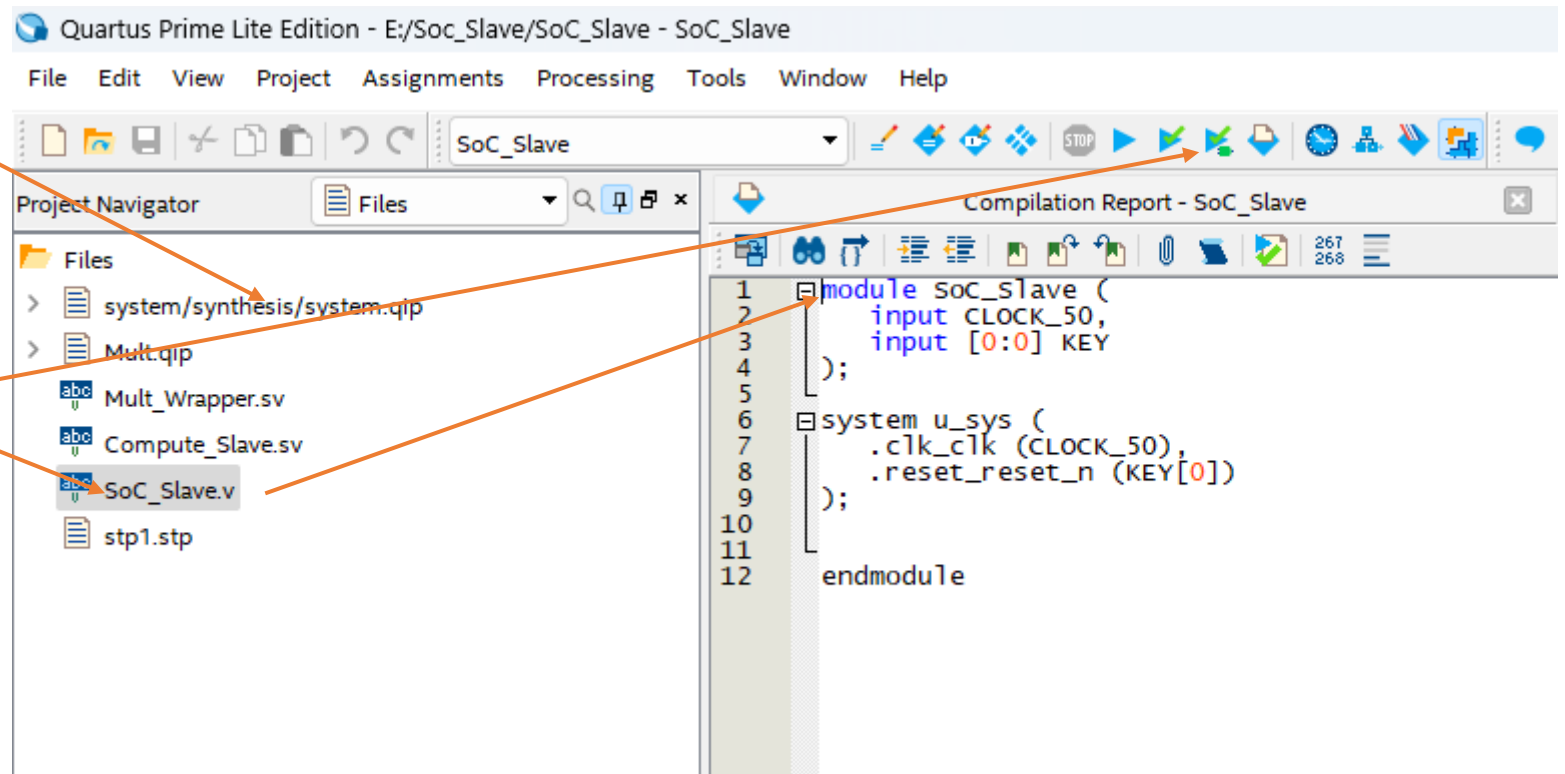 Quartus Prime Lite Edition - E:/Soc_Slave/SoC_Slave - SoC_Slave
File Edit View Project Assignments Processing Tools Window Help
SoC_Slave
STOP
Project Navigator
Files
Compilation Report - SoC_Slave
267
268
Files
system/synthesis/system.qip
Mult.qip
abc Mult_Wrapper.sv
abc Compute_Slave.sv
abc SoC_Slave.v
stp1.stp
1 module SoC_Slave (
2 input CLOCK_50,
3 input [0:0] KEY
4 );
5
6 system u_sys (
7 .clk_clk (CLOCK_50),
8 .reset_reset_n (KEY[0])
9 );
10
11
12 endmodule